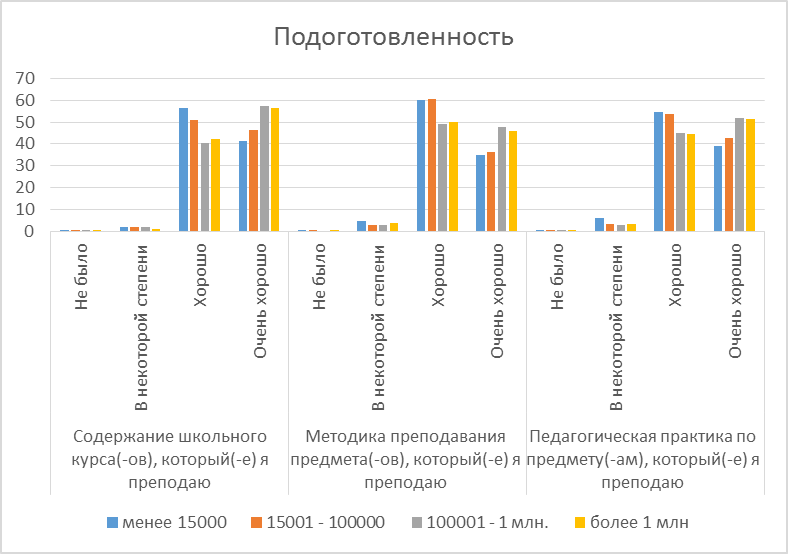 Подоготовленность
70
60
50
40
30
20
10
0
Не было
В некоторой степени
Хорошо
Очень хорошо
Не было
В некоторой степени
Хорошо
Очень хорошо
Не было
В некоторой степени
Хорошо
Очень хорошо
Содержание школьного
курса(-ов), который(-е) я
преподаю
Методика преподавания
предмета(-ов), который(-е) я
преподаю
Педагогическая практика по
предмету(-ам), который(-е) я
преподаю
менее 15000
15001 - 100000
100001 - 1 млн.
более 1 млн